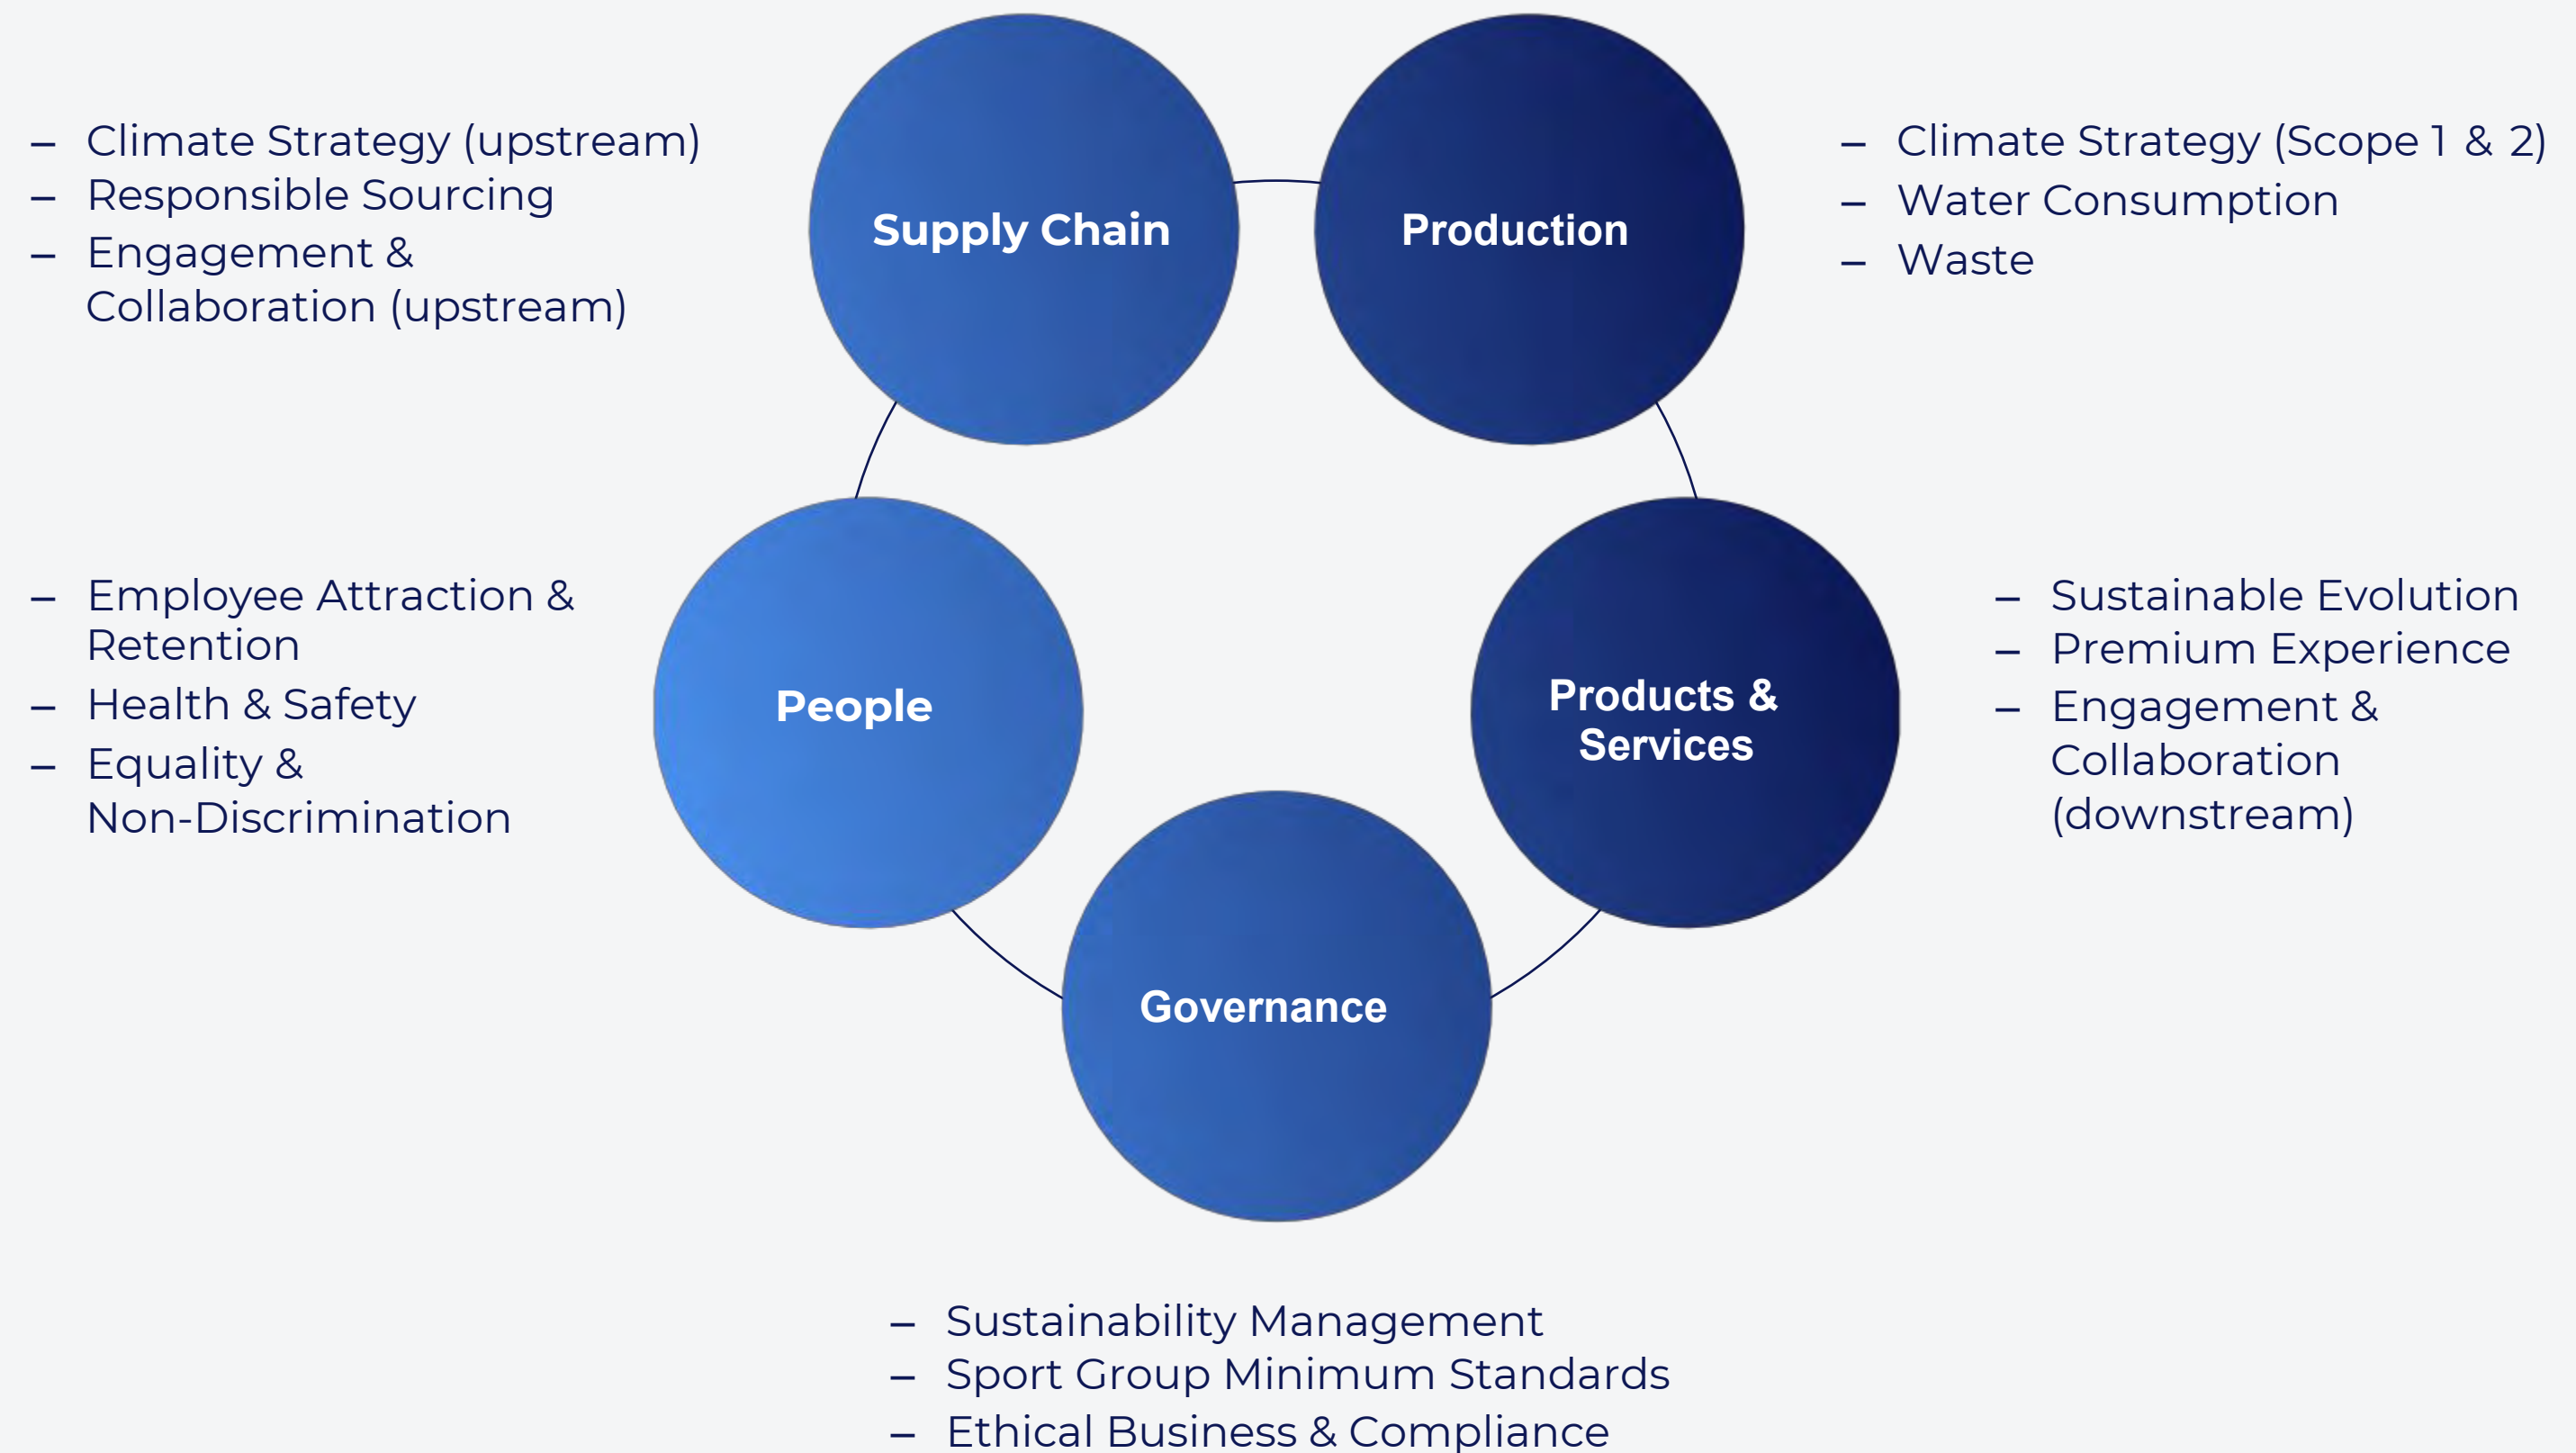 – Climate Strategy (upstream)
– Responsible Sourcing
– Engagement &
Collaboration (upstream)
Supply Chain
Production
– Climate Strategy (Scope 1 & 2)
– Water Consumption
– Waste
– Employee Attraction &
Retention
– Health & Safety
– Equality &
Non-Discrimination
People
Products &
Services
– Sustainable Evolution
– Premium Experience
– Engagement &
Collaboration
(downstream)
Governance
– Sustainability Management
– Sport Group Minimum Standards
– Ethical Business & Compliance